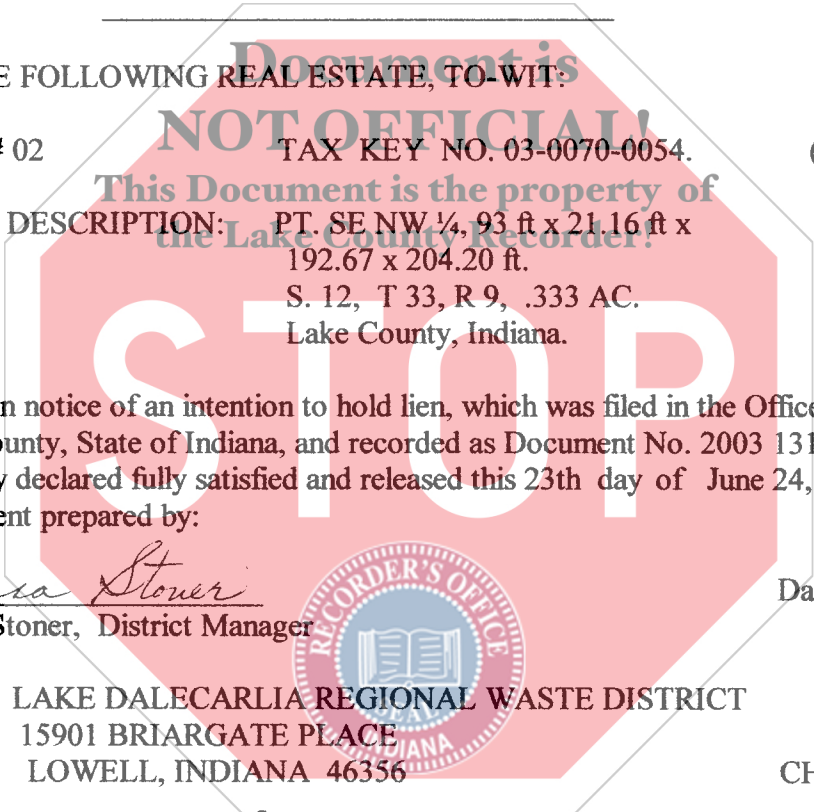 Document is
E FOLLOWING REAL ESTATE, TO-WIT:
NOT OFFICIAL!
02 TAX KEY NO. 03-0070-0054.
This Document is the property of
DESCRIPTION: PT. SE NW ¼, 93 ft x 21.16 ft x
the Lake County Recorder!
192.67 x 204.20 ft.
S. 12, T 33, R 9, .333 AC.
Lake County, Indiana.
STOP
n notice of an intention to hold lien, which was filed in the Office
ounty, State of Indiana, and recorded as Document No. 2003 131
y declared fully satisfied and released this 23th day of June 24,
ent prepared by:
Stoner
Da
Stoner, District Manager
RECORDER'S OFFICE
SEAL
INDIANA
LAKE DALECARLIA REGIONAL WASTE DISTRICT
15901 BRIARGATE PLACE
LOWELL, INDIANA 46356
CH